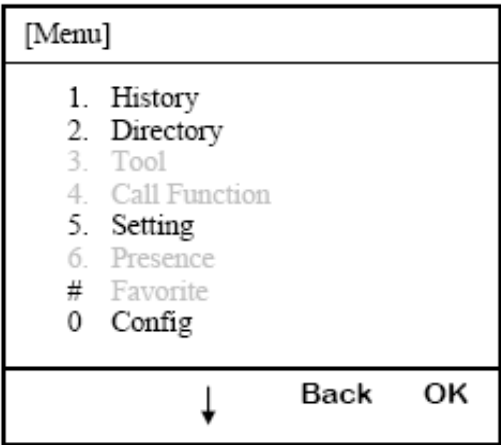 [Menu]
1. History
2. Directory
3. Tool
4. Call Function
5. Setting
6. Presence
# Favorite
0 Config
↓ Back OK